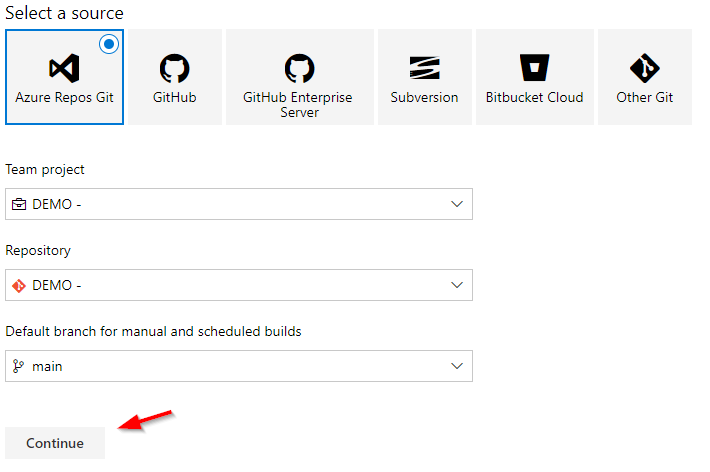 Select a source
Azure Repos Git
GitHub
GitHub Enterprise
Server
Subversion
Bitbucket Cloud
Other Git
Team project
DEMO -
Repository
DEMO -
Default branch for manual and scheduled builds
main
Continue